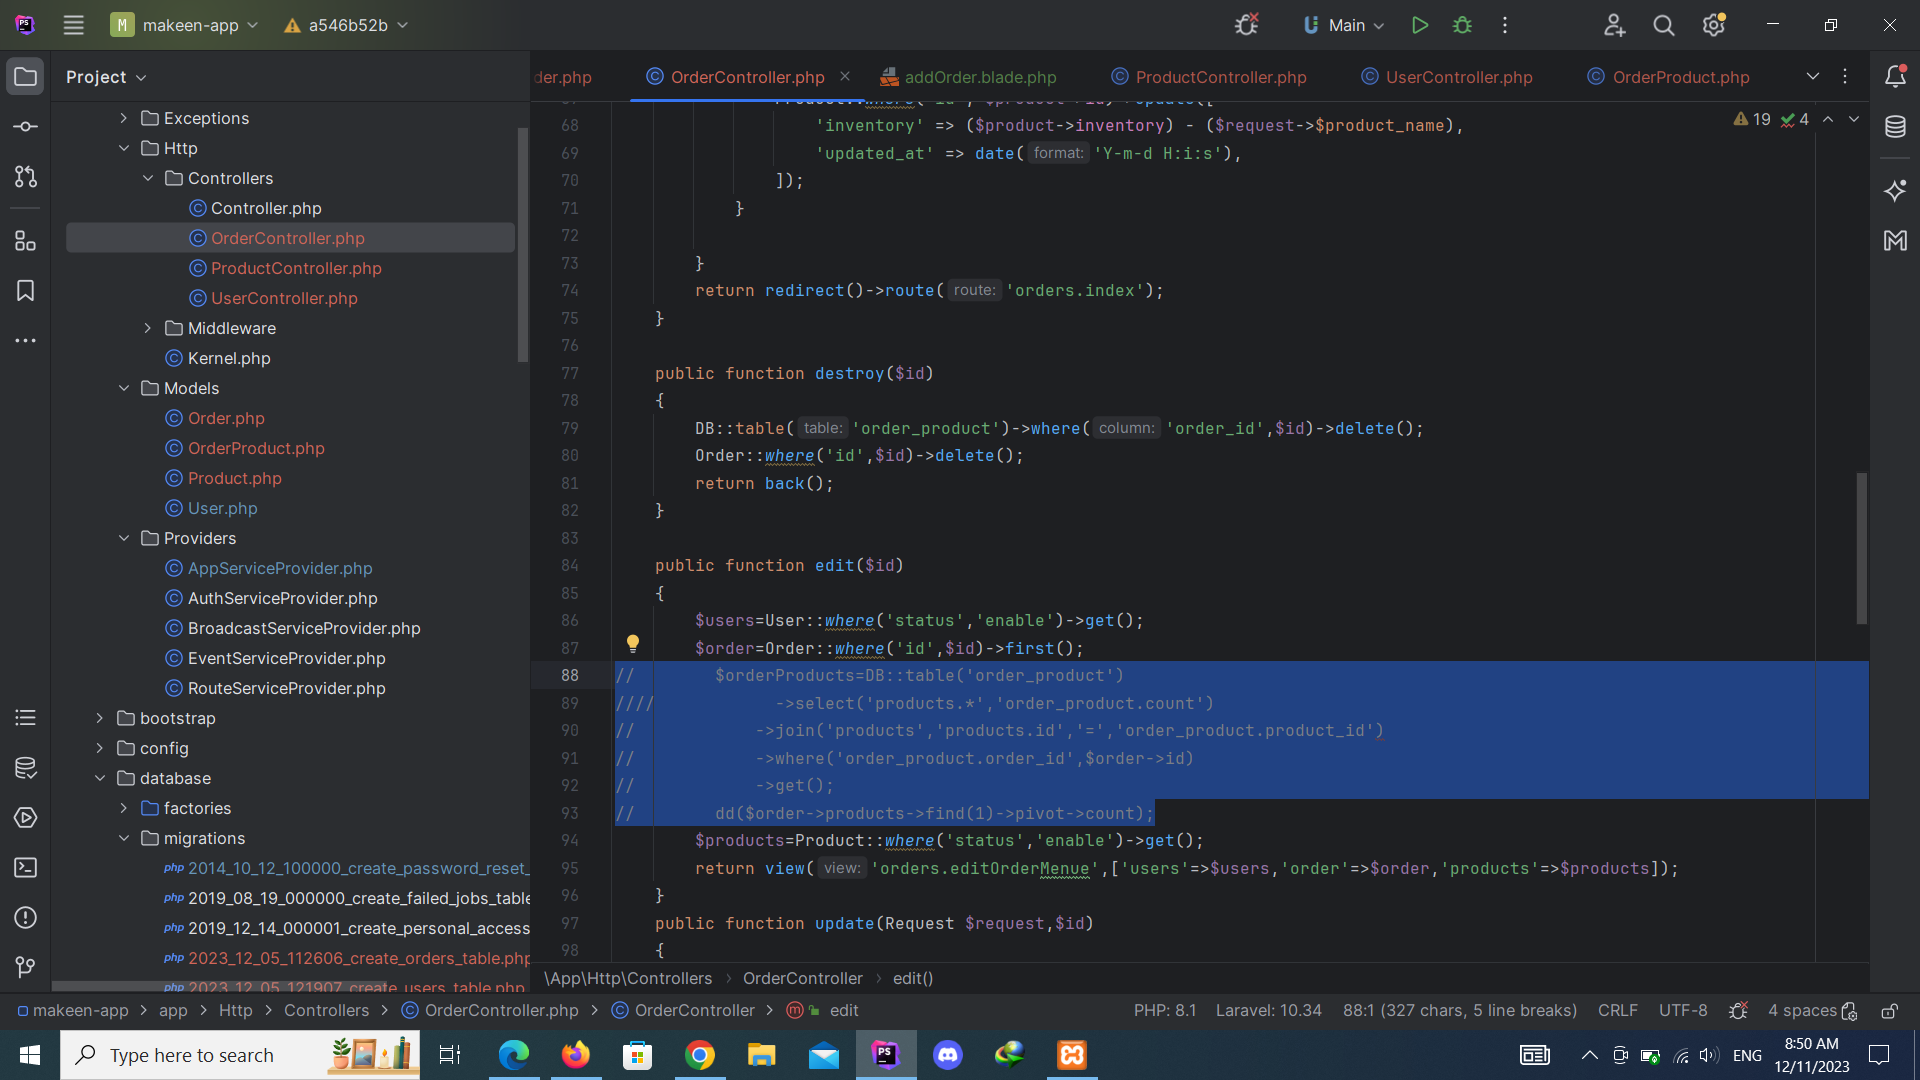 PS
M makeen-app a546b52b Main
Project
der.php OrderController.php addOrder.blade.php ProductController.php UserController.php OrderProduct.php
Exceptions
Http
Controllers
Controller.php
OrderController.php
ProductController.php
UserController.php
Middleware
Kernel.php
Models
Order.php
OrderProduct.php
Product.php
User.php
Providers
AppServiceProvider.php
AuthServiceProvider.php
BroadcastServiceProvider.php
EventServiceProvider.php
RouteServiceProvider.php
bootstrap
config
database
factories
migrations
php 2014_10_12_100000_create_password_reset_
php 2019_08_19_000000_create_failed_jobs_table
php 2019_12_14_000001_create_personal_access
php 2023_12_05_112606_create_orders_table.php
php 2023_12_05_121907_create_users_table.php
19 4
68 'inventory' => ($product->inventory) - ($request->$product_name),
69 'updated_at' => date( format: 'Y-m-d H:i:s'),
70 ]);
71 }
72
73 }
74 return redirect()->route( route: 'orders.index');
75 }
76
77 public function destroy($id)
78 {
79 DB::table( table: 'order_product')->where( column: 'order_id',$id)->delete();
80 Order::where('id',$id)->delete();
81 return back();
82 }
83
84 public function edit($id)
85 {
86 $users=User::where('status','enable')->get();
87 $order=Order::where('id',$id)->first();
88 // $orderProducts=DB::table('order_product')
89 //// ->select('products.*','order_product.count')
90 // ->join('products','products.id','=','order_product.product_id')
91 // ->where('order_product.order_id',$order->id)
92 // ->get();
93 // dd($order->products->find(1)->pivot->count);
94 $products=Product::where('status','enable')->get();
95 return view( view: 'orders.editOrderMenue',['users'=>$users,'order'=>$order,'products'=>$products]);
96 }
97 public function update(Request $request,$id)
98 {
\App\Http\Controllers OrderController edit()
makeen-app app Http Controllers OrderController.php OrderController m edit PHP: 8.1 Laravel: 10.34 88:1 (327 chars, 5 line breaks) CRLF UTF-8 4 spaces
Type here to search PS ENG 8:50 AM
12/11/2023